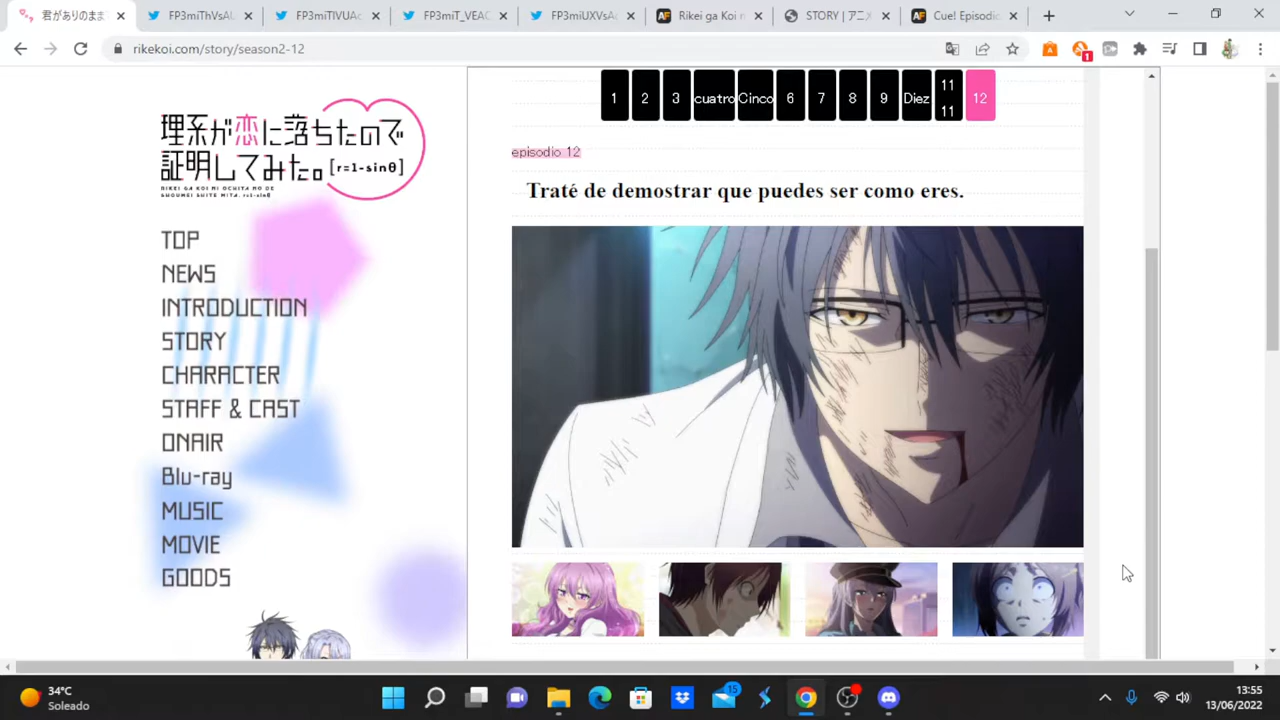 君がありのまま
FP3miThVsAU
FP3miTIVUAc
FP3miT_VEAC
FP3miUXVsAc
Rikei ga Koi n
STORY | アニメ
Cue! Episodio
rikekoi.com/story/season2-12
1
理系が恋に落ちたので
証明してみた。[r=1-sinθ]
RIKEI GA KOI NI OCHITA NO DE
SHOUMEI SHITE MITA. r=1-sinθ
TOP
NEWS
INTRODUCTION
STORY
CHARACTER
STAFF & CAST
ONAIR
Blu-ray
MUSIC
MOVIE
GOODS
1 2 3 cuatro Cinco 6 7 8 9 Diez 11 11 12
episodio 12
Traté de demostrar que puedes ser como eres.
34°C
Soleado
15
13:55
13/06/2022